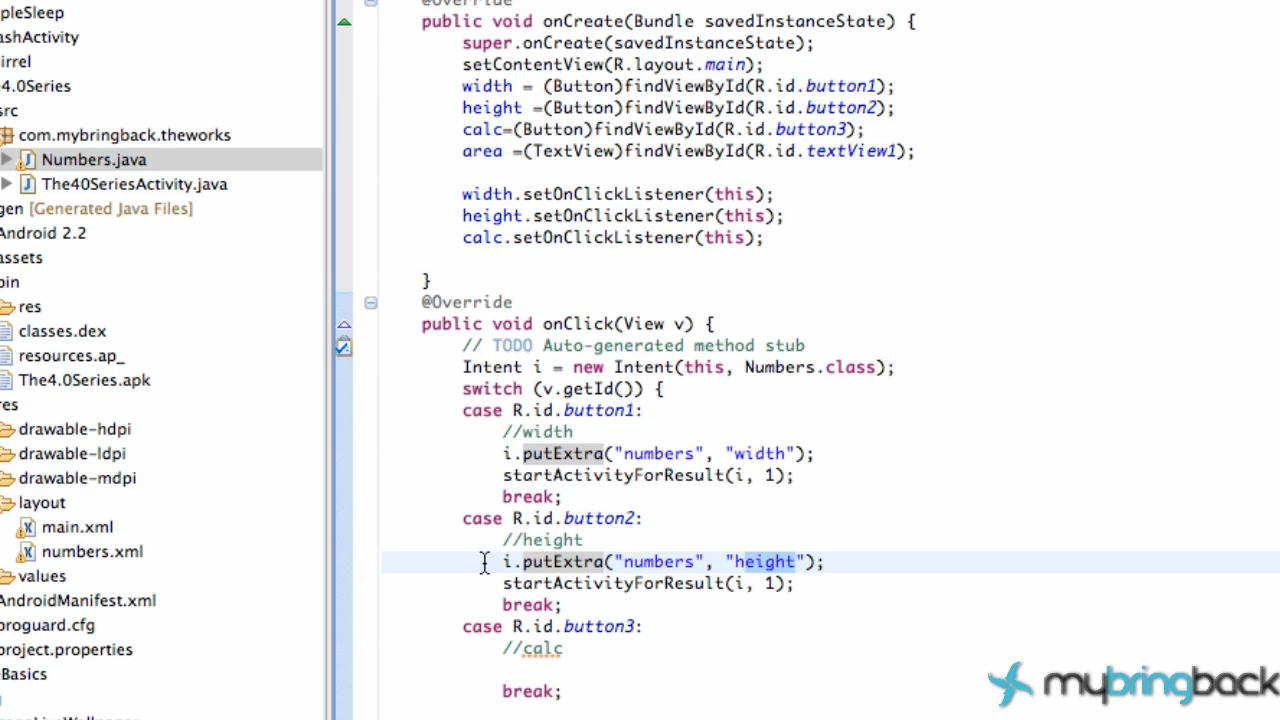 pleSleep
ashActivity
irrel
e4.0Series
src
com.mybringback.theworks
Numbers.java
The40SeriesActivity.java
gen [Generated Java Files]
Android 2.2
assets
bin
res
classes.dex
resources.ap_
The4.0Series.apk
res
drawable-hdpi
drawable-ldpi
drawable-mdpi
layout
main.xml
numbers.xml
values
AndroidManifest.xml
proguard.cfg
project.properties
Basics
@Override
public void onCreate(Bundle savedInstanceState) {
super.onCreate(savedInstanceState);
setContentView(R.layout.main);
width = (Button)findViewById(R.id.button1);
height =(Button)findViewById(R.id.button2);
calc=(Button)findViewById(R.id.button3);
area =(TextView)findViewById(R.id.textView1);
width.setOnClickListener(this);
height.setOnClickListener(this);
calc.setOnClickListener(this);
}
@Override
public void onClick(View v) {
// TODO Auto-generated method stub
Intent i = new Intent(this, Numbers.class);
switch (v.getId()) {
case R.id.button1:
//width
i.putExtra("numbers", "width");
startActivityForResult(i, 1);
break;
case R.id.button2:
//height
i.putExtra("numbers", "height");
startActivityForResult(i, 1);
break;
case R.id.button3:
//calc
break;
mybringback